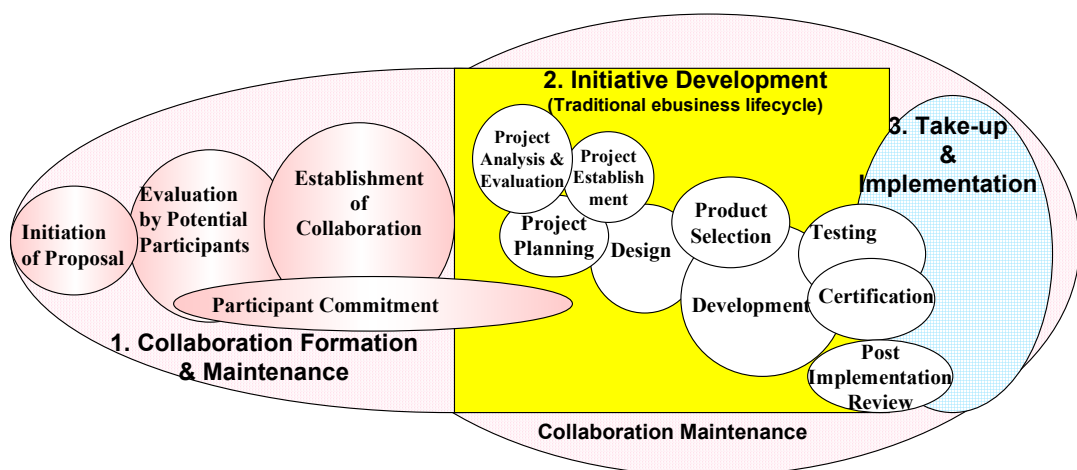 Initiation
of Proposal
Evaluation
by Potential
Participants
Establishment
of
Collaboration
Participant Commitment
1. Collaboration Formation
& Maintenance
2. Initiative Development
(Traditional ebusiness lifecycle)
Project
Analysis &
Evaluation
Project
Establish
ment
Project
Planning
Design
Product
Selection
Development
Testing
Certification
Post
Implementation
Review
3. Take-up
&
Implementation
Collaboration Maintenance